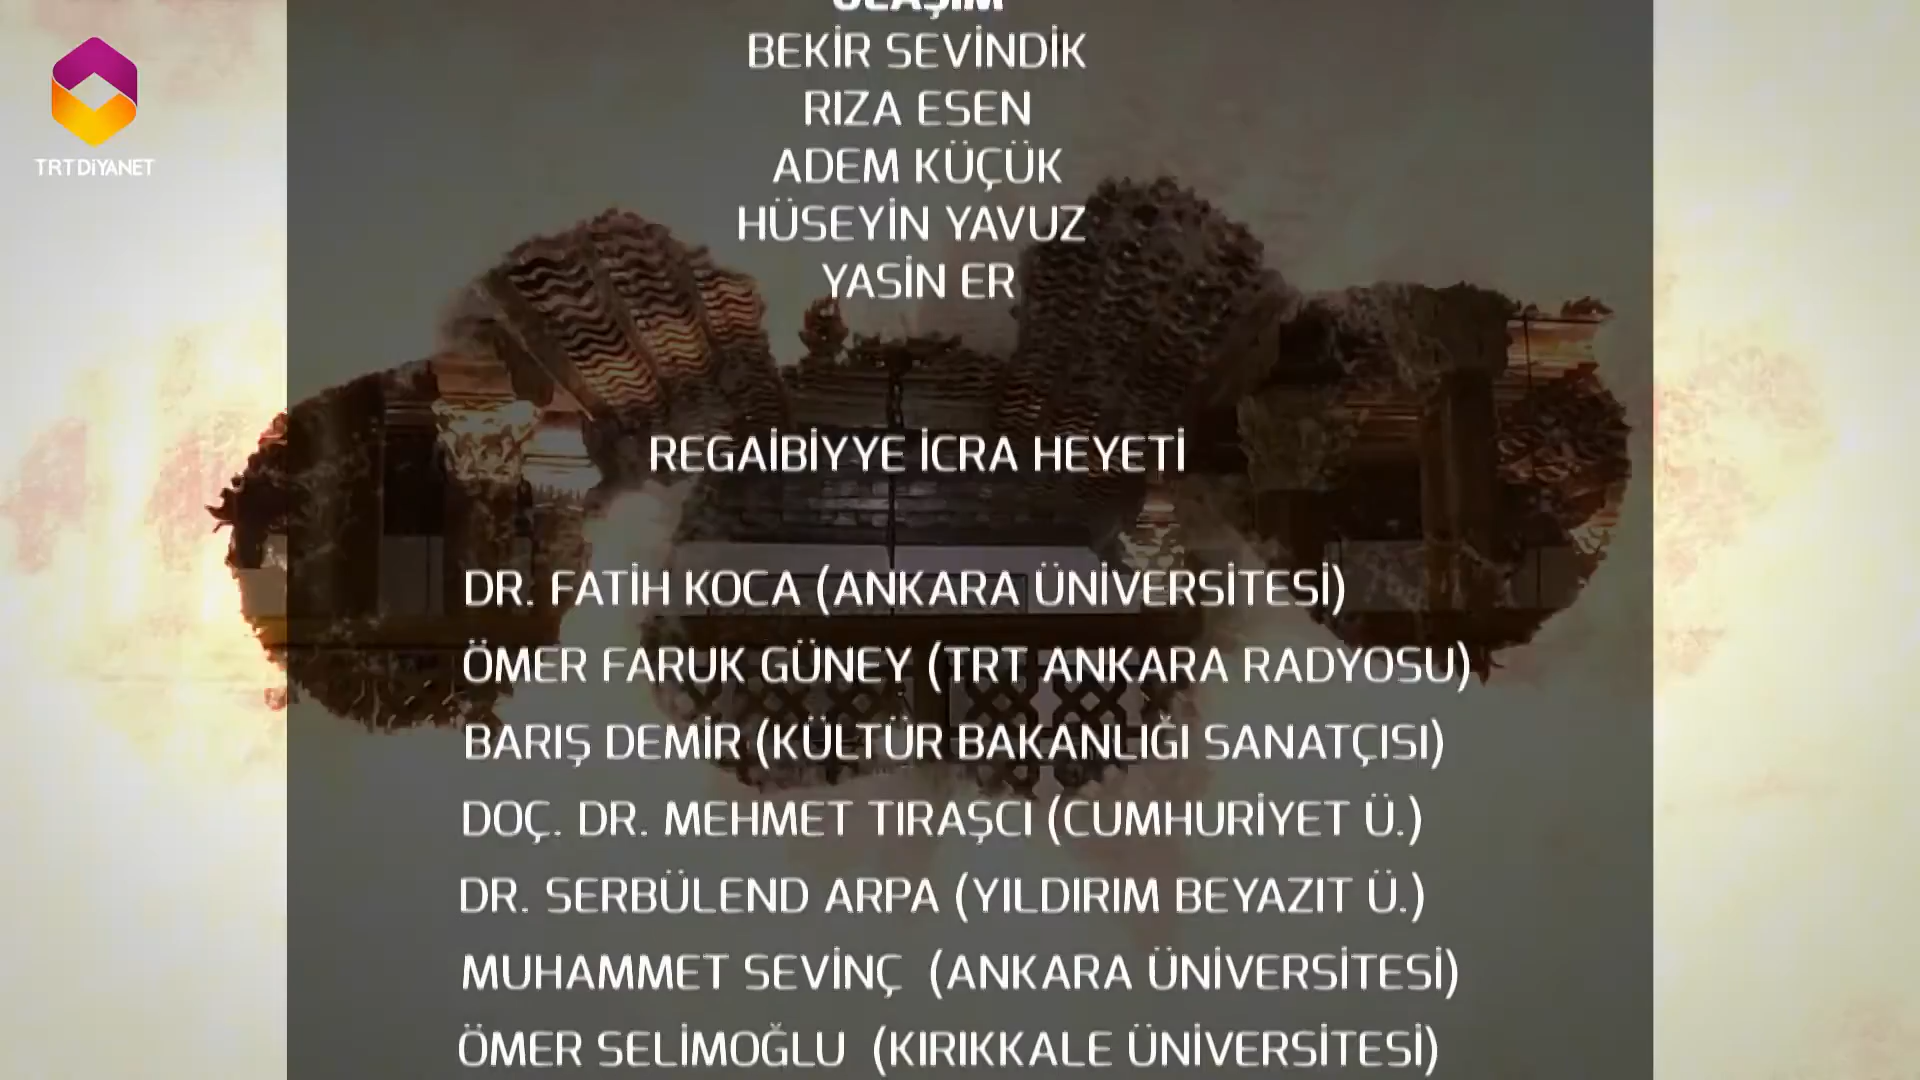 ULAŞIM
BEKİR SEVİNDİK
RIZA ESEN
ADEM KÜÇÜK
HÜSEYİN YAVUZ
YASİN ER
TRT DİYANET
REGAİBİYYE İCRA HEYETİ
DR. FATİH KOCA (ANKARA ÜNİVERSİTESİ)
ÖMER FARUK GÜNEY (TRT ANKARA RADYOSU)
BARIŞ DEMİR (KÜLTÜR BAKANLIĞI SANATÇISI)
DOÇ. DR. MEHMET TIRAŞCI (CUMHURİYET Ü.)
DR. SERBÜLEND ARPA (YILDIRIM BEYAZIT Ü.)
MUHAMMET SEVİNÇ (ANKARA ÜNİVERSİTESİ)
ÖMER SELİMOĞLU (KIRIKKALE ÜNİVERSİTESİ)